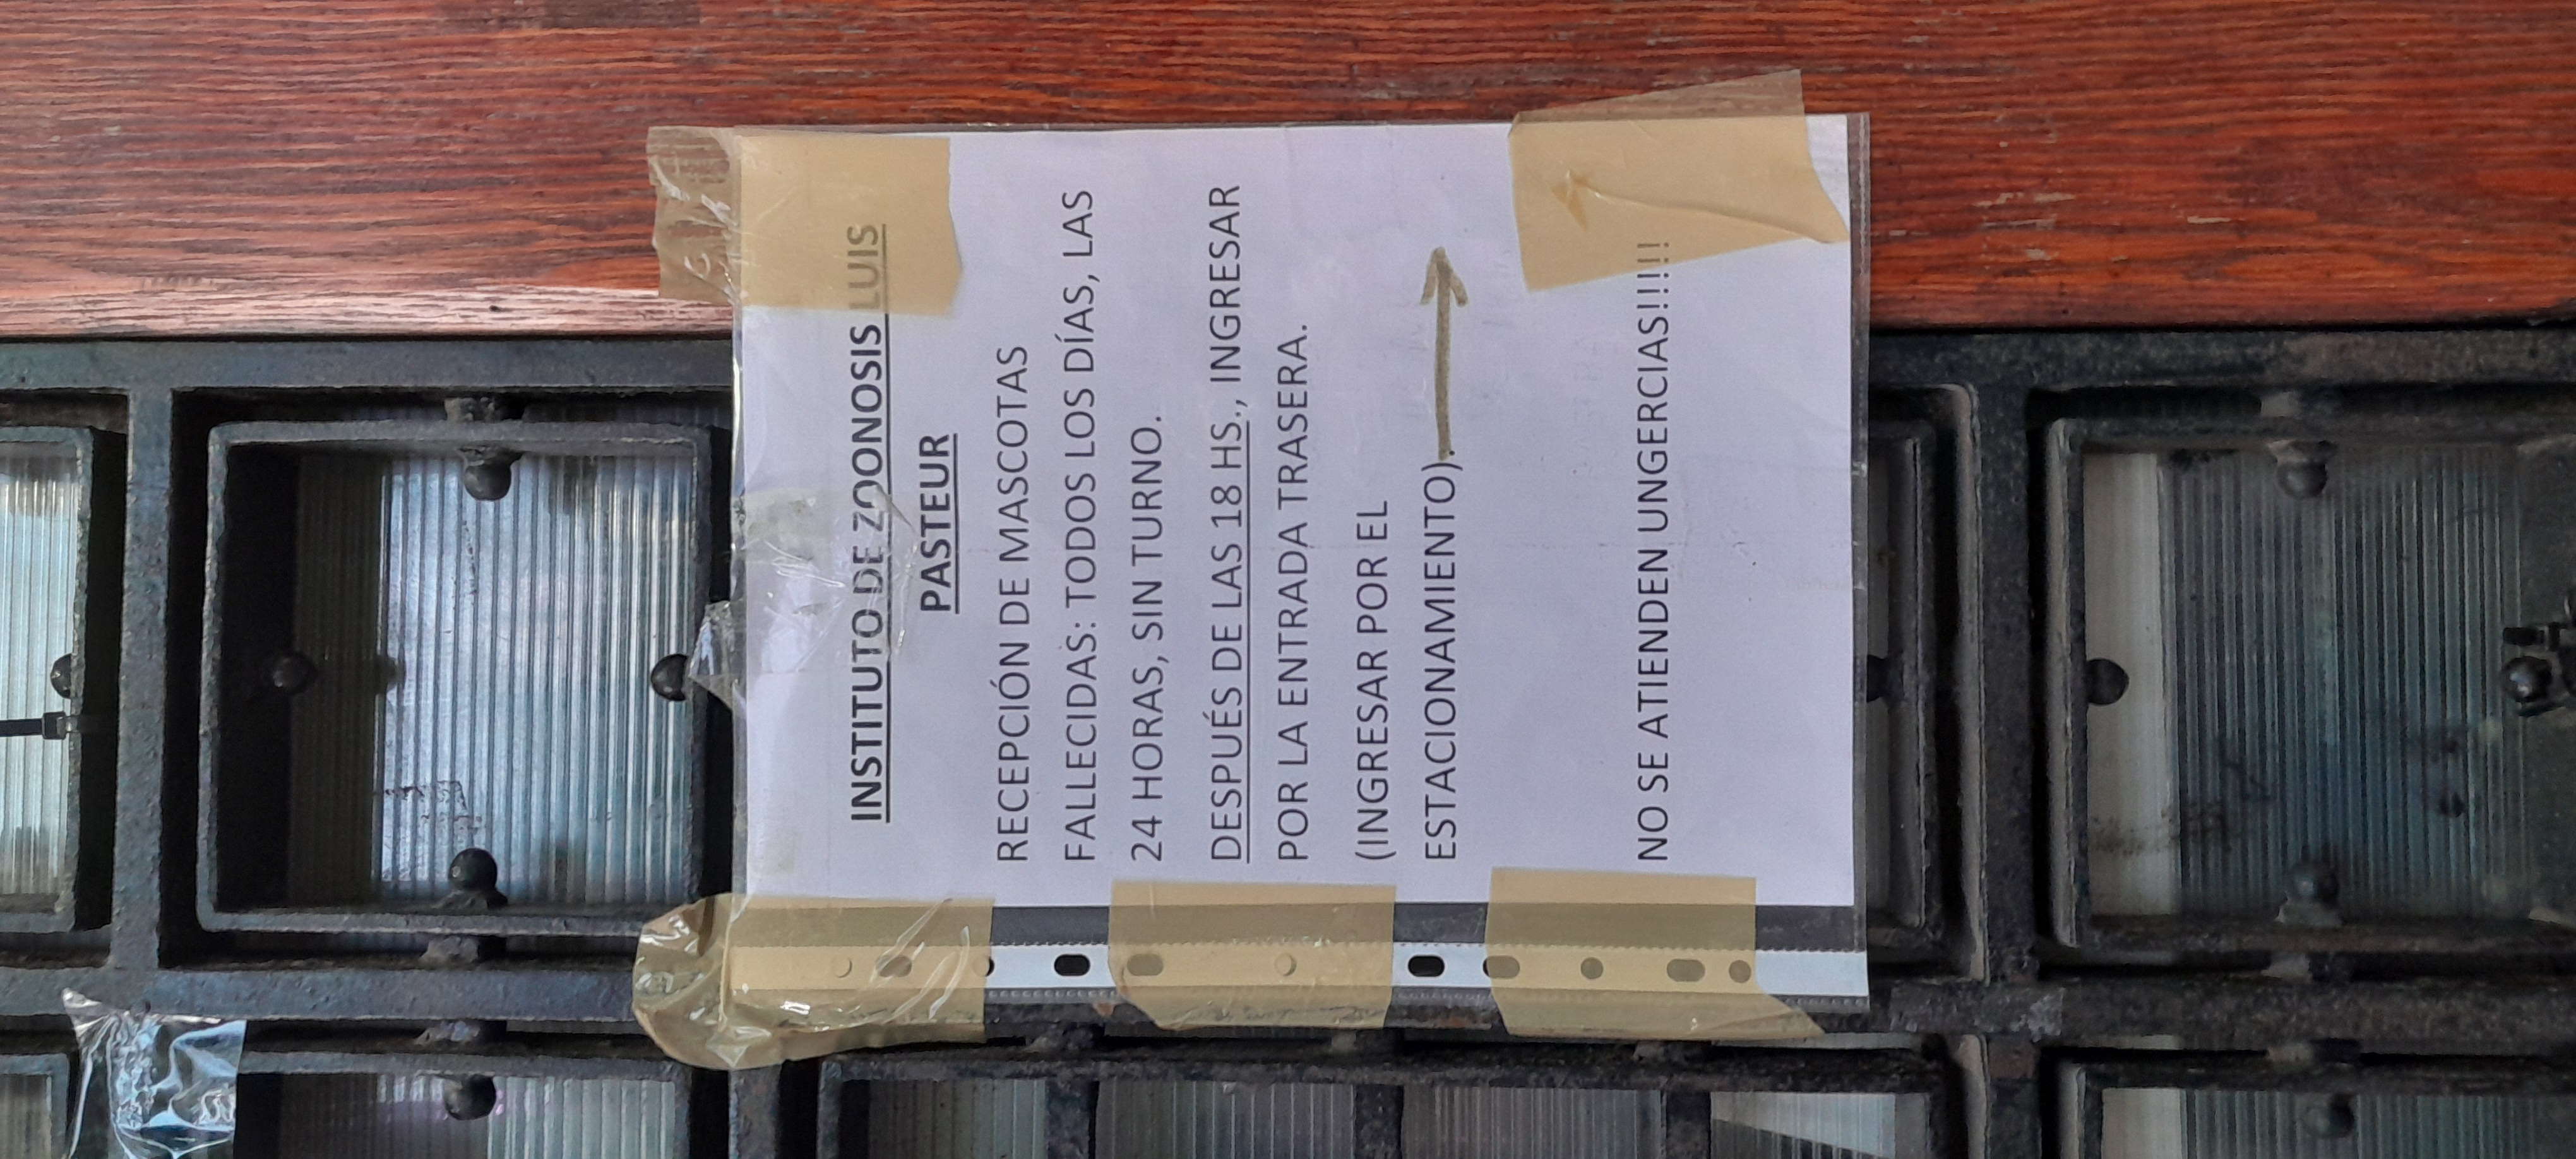 INSTITUTO DE ZOONOSIS LUIS
PASTEUR
RECEPCIÓN DE MASCOTAS
FALLECIDAS: TODOS LOS DÍAS, LAS
24 HORAS, SIN TURNO.
DESPUÉS DE LAS 18 HS., INGRESAR
POR LA ENTRADA TRASERA.
(INGRESAR POR EL
ESTACIONAMIENTO).
NO SE ATIENDEN UNGERCIAS!!!!!!